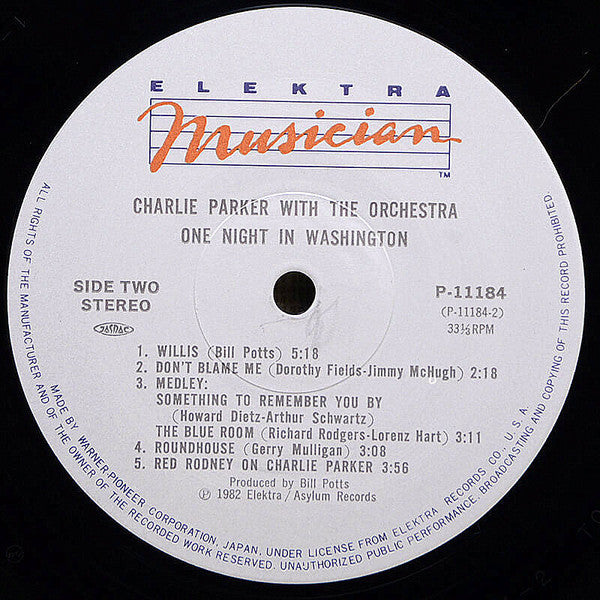 ELEKTRA
Musician
TM
CHARLIE PARKER WITH THE ORCHESTRA
ONE NIGHT IN WASHINGTON
SIDE TWO
STEREO
JASRAC
P-11184
(P-11184-2)
33⅓ RPM
1. WILLIS (Bill Potts) 5:18
2. DON'T BLAME ME (Dorothy Fields-Jimmy McHugh) 2:18
3. MEDLEY:
SOMETHING TO REMEMBER YOU BY
(Howard Dietz-Arthur Schwartz)
THE BLUE ROOM (Richard Rodgers-Lorenz Hart) 3:11
4. ROUNDHOUSE (Gerry Mulligan) 3:08
5. RED RODNEY ON CHARLIE PARKER 3:56
Produced by Bill Potts
℗ 1982 Elektra/Asylum Records
ALL RIGHTS OF THE MANUFACTURER AND OF THE OWNER OF THE RECORDED WORK RESERVED. UNAUTHORIZED PUBLIC PERFORMANCE, BROADCASTING AND COPYING OF THIS RECORD PROHIBITED.
MADE BY WARNER-PIONEER CORPORATION, JAPAN, UNDER LICENSE FROM ELEKTRA RECORDS CO., U.S.A.